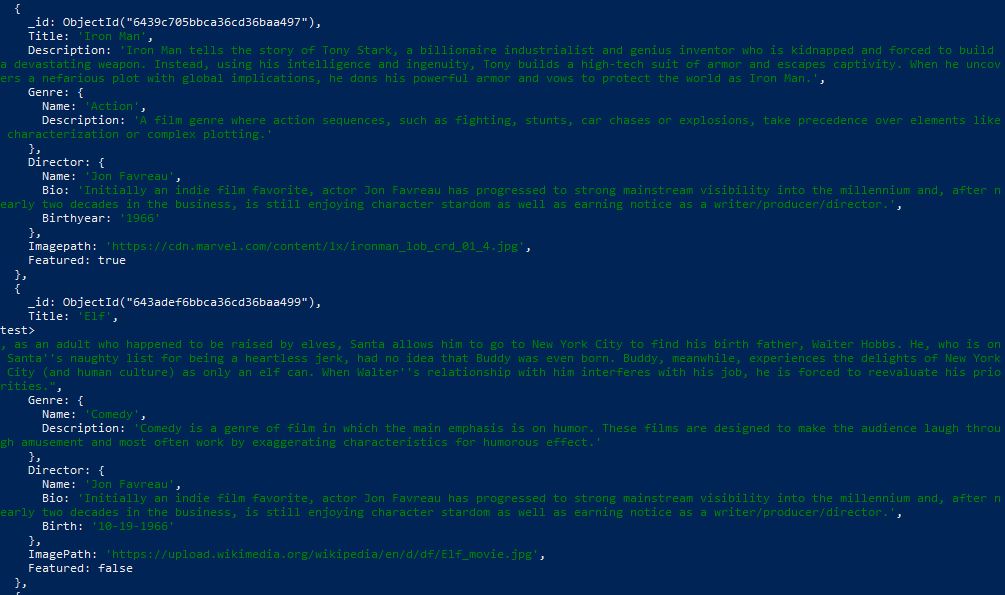 {
_id: ObjectId("6439c705bbca36cd36baa497"),
Title: 'Iron Man',
Description: 'Iron Man tells the story of Tony Stark, a billionaire industrialist and genius inventor who is kidnapped and forced to build
a devastating weapon. Instead, using his intelligence and ingenuity, Tony builds a high-tech suit of armor and escapes captivity. When he uncov
ers a nefarious plot with global implications, he dons his powerful armor and vows to protect the world as Iron Man.',
Genre: {
Name: 'Action',
Description: 'A film genre where action sequences, such as fighting, stunts, car chases or explosions, take precedence over elements like
characterization or complex plotting.'
},
Director: {
Name: 'Jon Favreau',
Bio: 'Initially an indie film favorite, actor Jon Favreau has progressed to strong mainstream visibility into the millennium and, after n
early two decades in the business, is still enjoying character stardom as well as earning notice as a writer/producer/director.',
Birthyear: '1966'
},
Imagepath: 'https://cdn.marvel.com/content/1x/ironman_lob_crd_01_4.jpg',
Featured: true
},
{
_id: ObjectId("643adef6bbca36cd36baa499"),
Title: 'Elf',
test>
, as an adult who happened to be raised by elves, Santa allows him to go to New York City to find his birth father, Walter Hobbs. He, who is on
Santa''s naughty list for being a heartless jerk, had no idea that Buddy was even born. Buddy, meanwhile, experiences the delights of New York
City (and human culture) as only an elf can. When Walter''s relationship with him interferes with his job, he is forced to reevaluate his prio
rities.",
Genre: {
Name: 'Comedy',
Description: 'Comedy is a genre of film in which the main emphasis is on humor. These films are designed to make the audience laugh throu
gh amusement and most often work by exaggerating characteristics for humorous effect.'
},
Director: {
Name: 'Jon Favreau',
Bio: 'Initially an indie film favorite, actor Jon Favreau has progressed to strong mainstream visibility into the millennium and, after n
early two decades in the business, is still enjoying character stardom as well as earning notice as a writer/producer/director.',
Birth: '10-19-1966'
},
ImagePath: 'https://upload.wikimedia.org/wikipedia/en/d/df/Elf_movie.jpg',
Featured: false
},
{